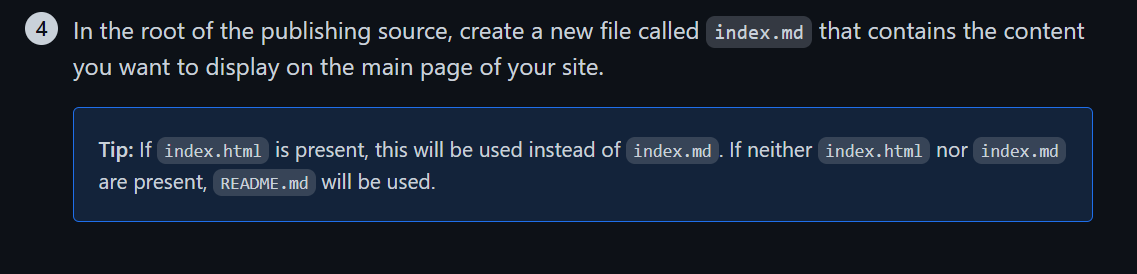 4 In the root of the publishing source, create a new file called index.md that contains the content
you want to display on the main page of your site.
Tip: If index.html is present, this will be used instead of index.md. If neither index.html nor index.md
are present, README.md will be used.